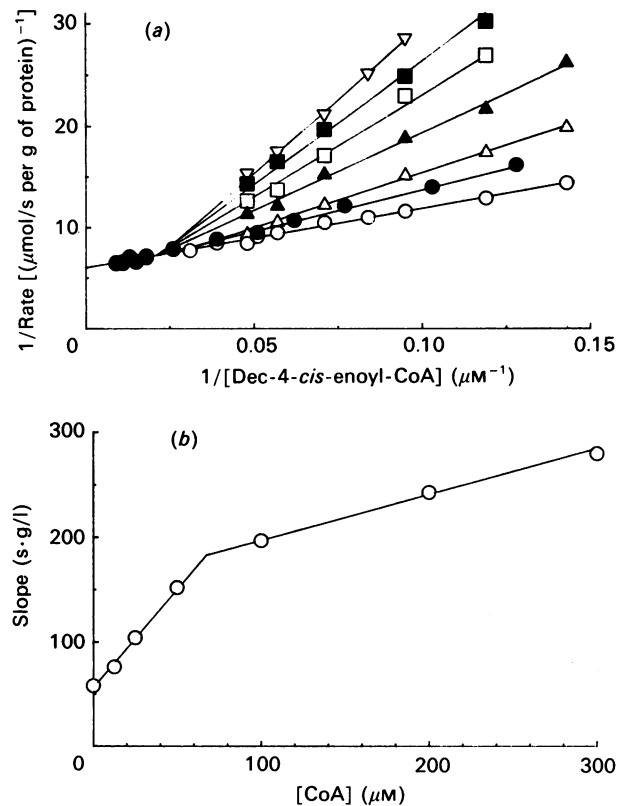 (a)
30
20
10
0
0.05
0.10
0.15
1/Rate [(μmol/s per g of protein)⁻¹]
1/[Dec-4-cis-enoyl-CoA] (μM⁻¹)
(b)
300
200
100
0
0
100
200
300
Slope (s·g/l)
[CoA] (μM)